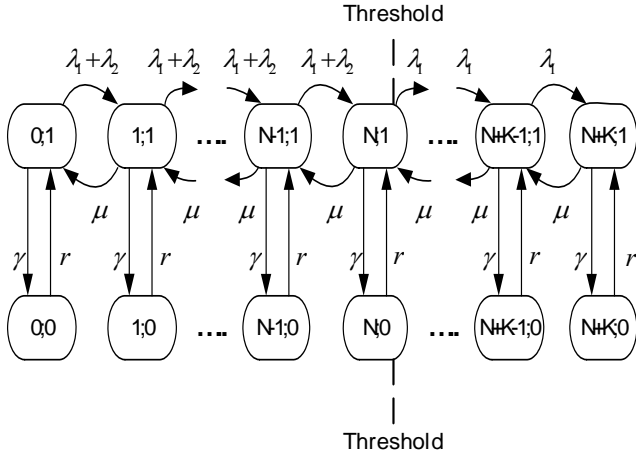 Threshold
λ₁+λ₂ λ₁+λ₂ λ₁+λ₂ λ₁+λ₂ λ₁ λ₁ λ₁
0;1 1;1 .... N-1;1 N;1 .... N+K-1;1 N+K;1
μ μ μ μ μ μ
γ r γ r γ r γ r γ r γ r
0;0 1;0 .... N-1;0 N;0 .... N+K-1;0 N+K;0
Threshold